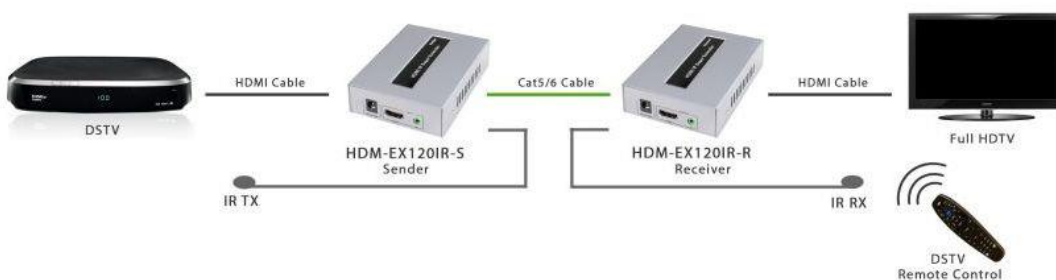 HDMI Cable
Cat5/6 Cable
HDMI Cable
DSTV
HDM-EX120IR-S
Sender
HDM-EX120IR-R
Receiver
Full HDTV
IR TX
IR RX
DSTV
Remote Control